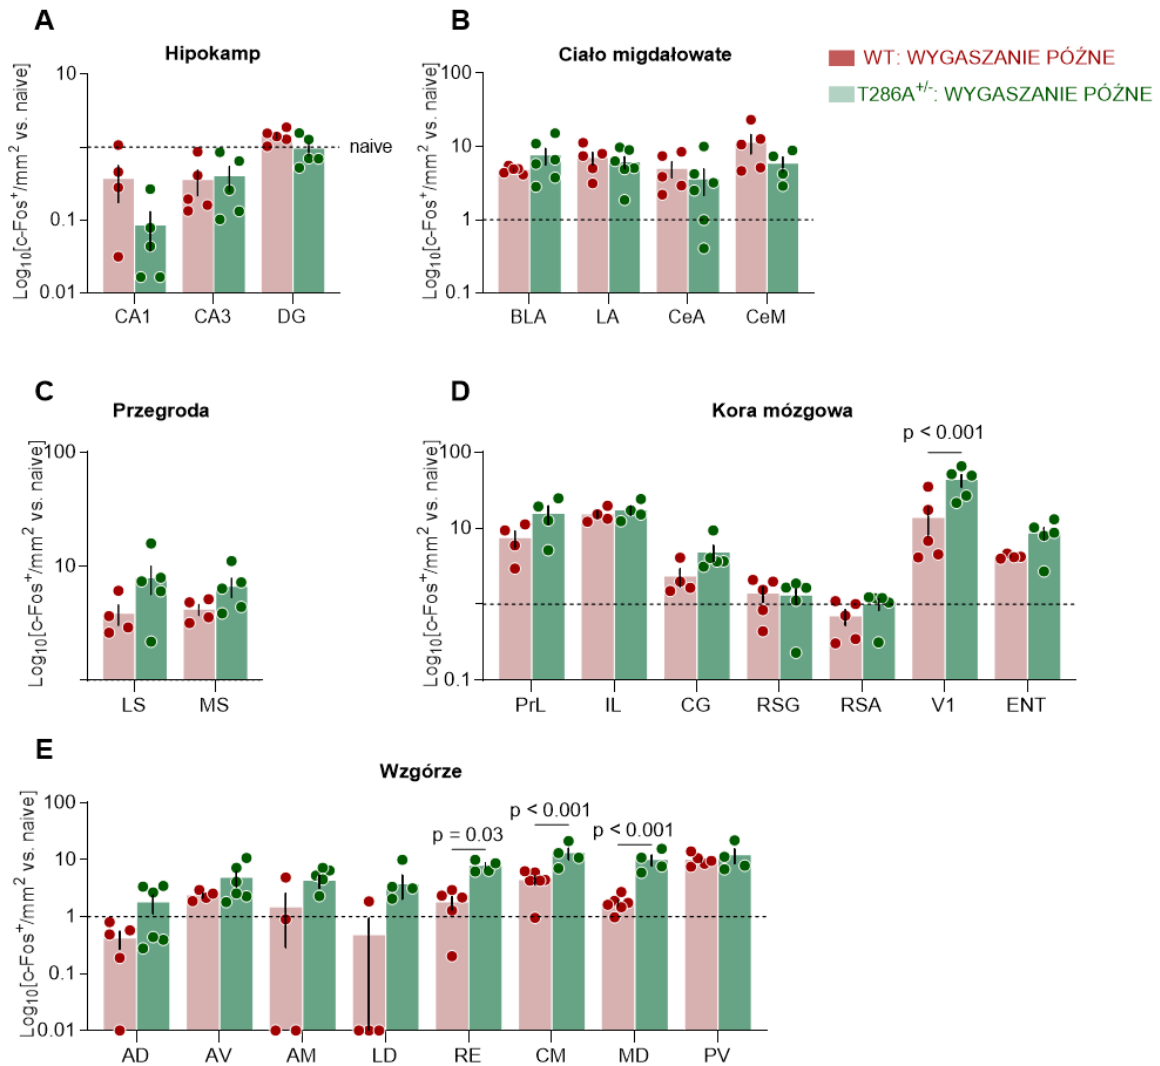 A
Hipokamp
Log10[c-Fos+/mm2 vs. naive]
10
0.1
0.01
naive
CA1 CA3 DG
B
Ciało migdałowate
Log10[c-Fos+/mm2 vs. naive]
100
10
1
0.1
BLA LA CeA CeM
WT: WYGASZANIE PÓŹNE
T286A+/-: WYGASZANIE PÓŹNE
C
Przegroda
Log10[c-Fos+/mm2 vs. naive]
100
10
LS MS
D
Kora mózgowa
Log10[c-Fos+/mm2 vs. naive]
100
10
0.1
p < 0.001
PrL IL CG RSG RSA V1 ENT
E
Wzgórze
Log10[c-Fos+/mm2 vs. naive]
100
10
1
0.1
0.01
p = 0.03
p < 0.001
p < 0.001
AD AV AM LD RE CM MD PV